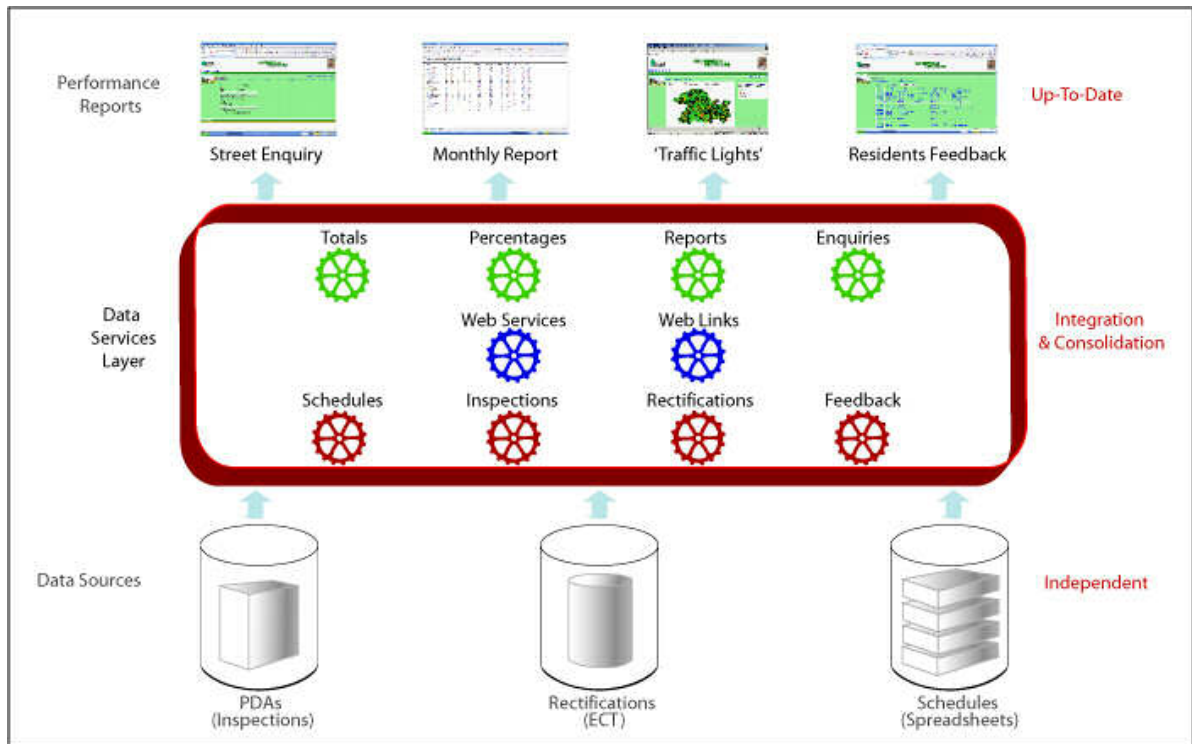 Performance
Reports
Up-To-Date
Street Enquiry
Monthly Report
'Traffic Lights'
Residents Feedback
Totals
Percentages
Reports
Enquiries
Data
Services
Layer
Web Services
Web Links
Integration
& Consolidation
Schedules
Inspections
Rectifications
Feedback
Data Sources
Independent
PDAs
(Inspections)
Rectifications
(ECT)
Schedules
(Spreadsheets)